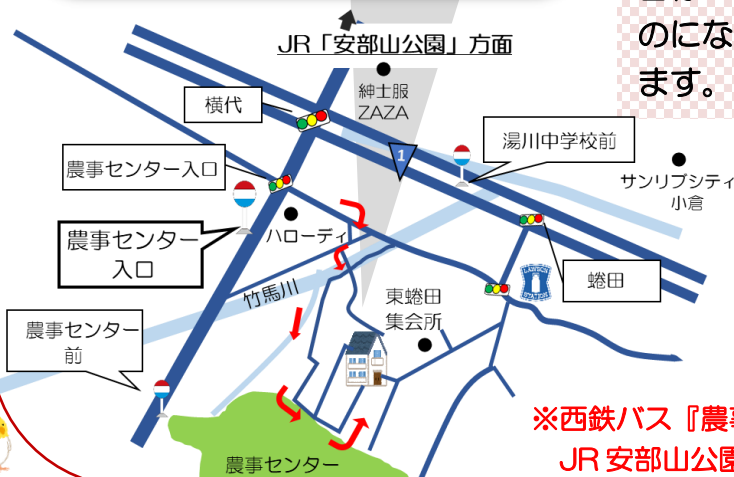 JR「安部山公園」方面
のにな
ます。
紳士服
ZAZA
横代
1
湯川中学校前
農事センター入口
サンリブシティ
小倉
農事センター
入口
ハローディ
蜷田
LAWSON
竹馬川
東蜷田
集会所
農事センター
前
農事センター
※西鉄バス『農事
JR安部山公園